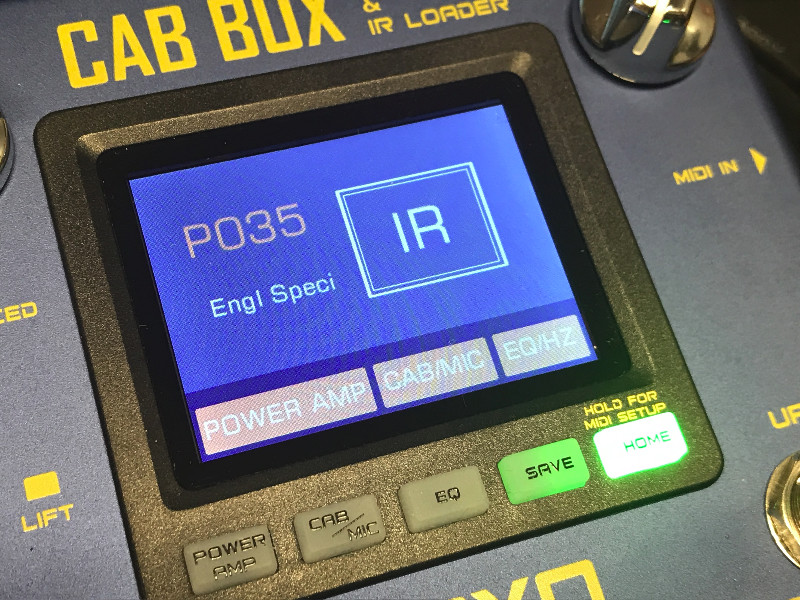 CAB BOX & IR LOADER
MIDI IN
P035
IR
Engl Speci
POWER AMP
CAB/MIC
EQ/HZ
HOLD FOR
MIDI SETUP
POWER
AMP
CAB
MIC
EQ
SAVE
HOME
LIFT